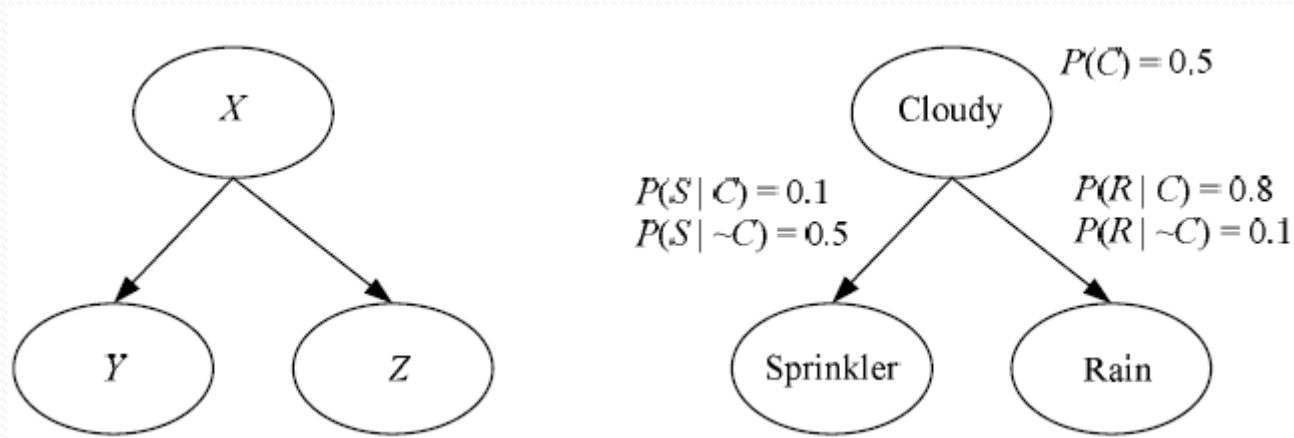 X
Y
Z
Cloudy
P(C) = 0.5
P(S | C) = 0.1
P(S | ~C) = 0.5
P(R | C) = 0.8
P(R | ~C) = 0.1
Sprinkler
Rain